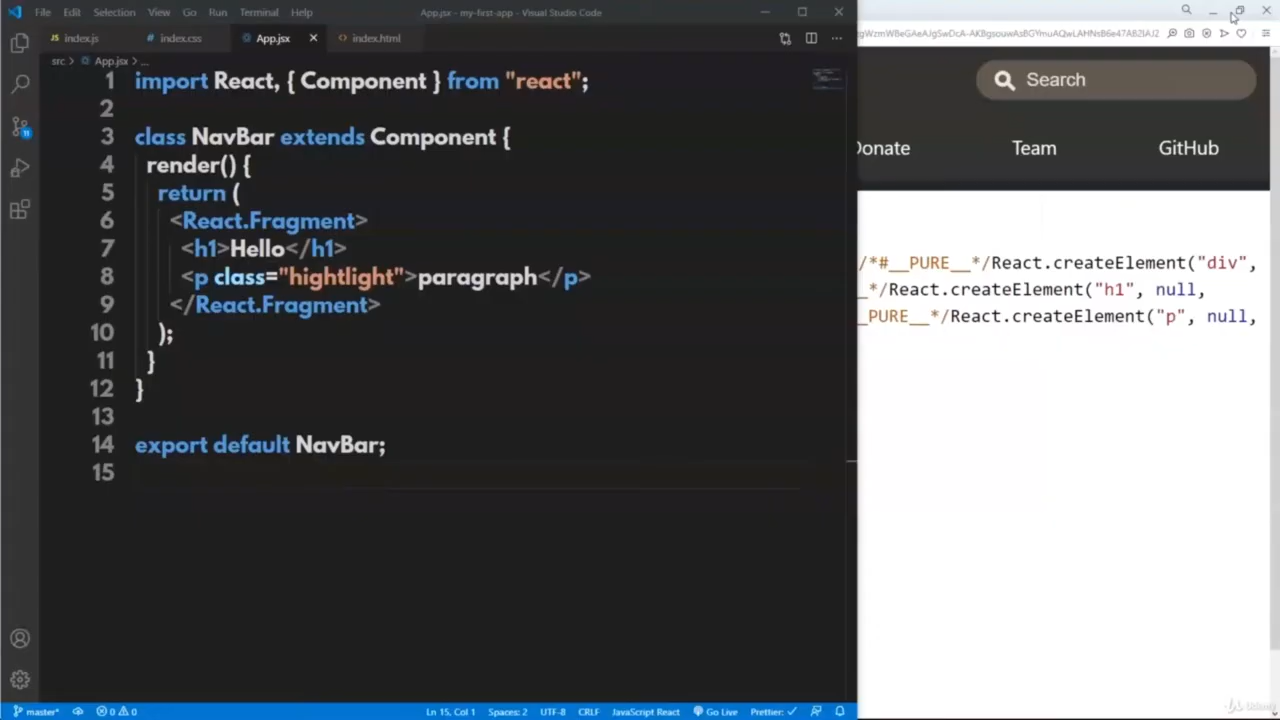 File Edit Selection View Go Run Terminal Help App.jsx - my-first-app - Visual Studio Code
index.js index.css App.jsx index.html
src > App.jsx > ...
1 import React, { Component } from "react";
2
3 class NavBar extends Component {
4 render() {
5 return (
6 <React.Fragment>
7 <h1>Hello</h1>
8 <p class="hightlight">paragraph</p>
9 </React.Fragment>
10 );
11 }
12 }
13
14 export default NavBar;
15
11
master* 0 0 Ln 15, Col 1 Spaces: 2 UTF-8 CRLF JavaScript React Go Live Prettier: ✓
Search
Donate Team GitHub
/*#__PURE__*/React.createElement("div",
_*/React.createElement("h1", null,
_PURE__*/React.createElement("p", null,
Udemy